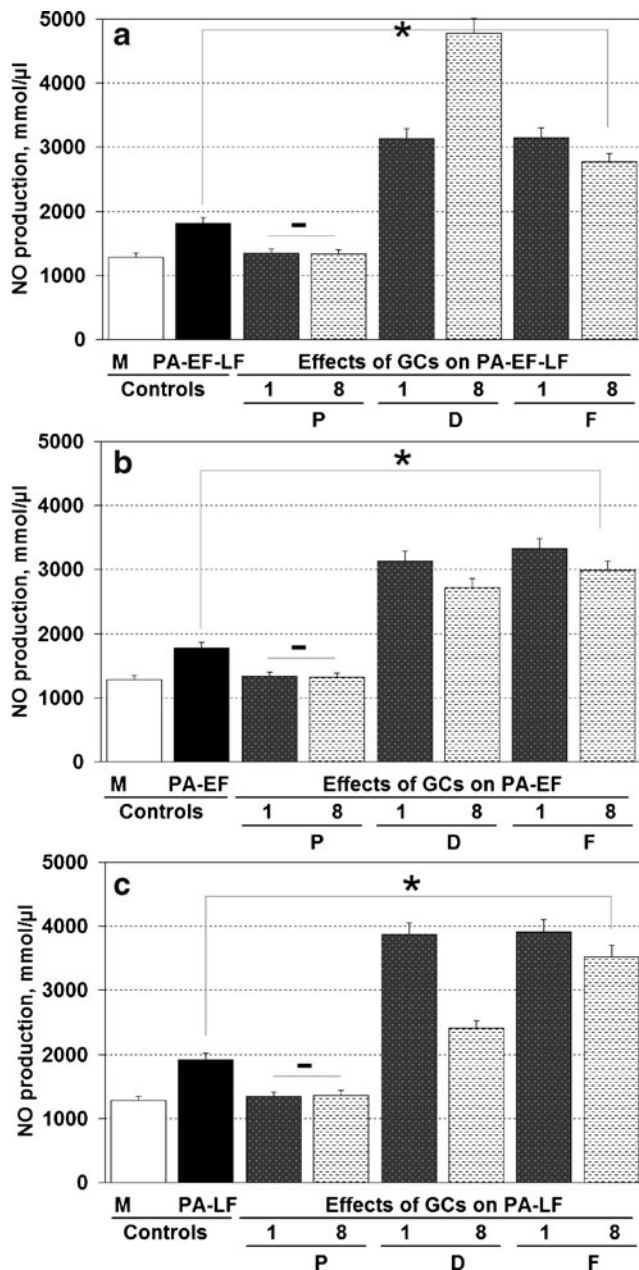 a
*
NO production, mmol/µl
5000
4000
3000
2000
1000
0
-
M PA-EF-LF Effects of GCs on PA-EF-LF
Controls 1 8 1 8 1 8
P D F
b
*
NO production, mmol/µl
5000
4000
3000
2000
1000
0
-
M PA-EF Effects of GCs on PA-EF
Controls 1 8 1 8 1 8
P D F
c
*
NO production, mmol/µl
5000
4000
3000
2000
1000
0
-
M PA-LF Effects of GCs on PA-LF
Controls 1 8 1 8 1 8
P D F